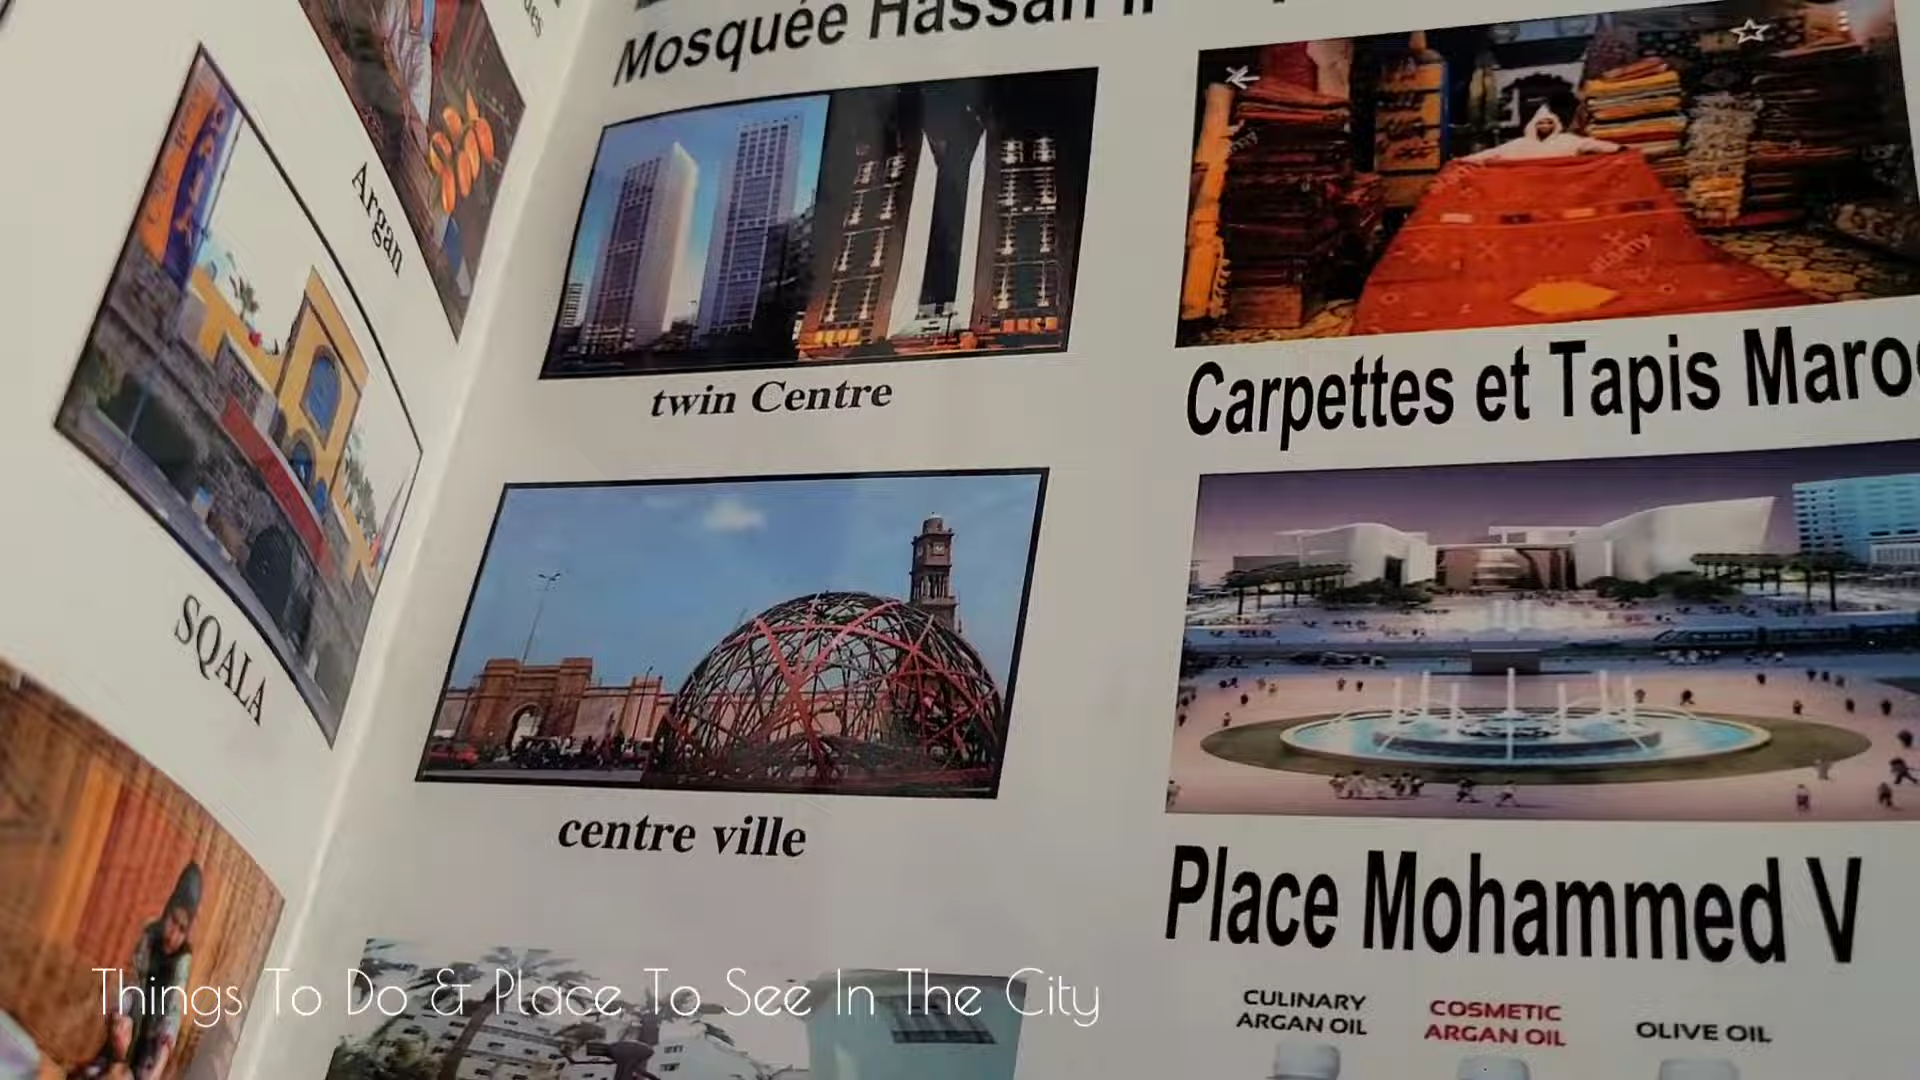 Mosquée Hassan II
Argan
twin Centre
Carpettes et Tapis
SQALA
centre ville
Place Mohammed V
Things To Do & Place To See In The City
CULINARY
ARGAN OIL
COSMETIC
ARGAN OIL
OLIVE OIL